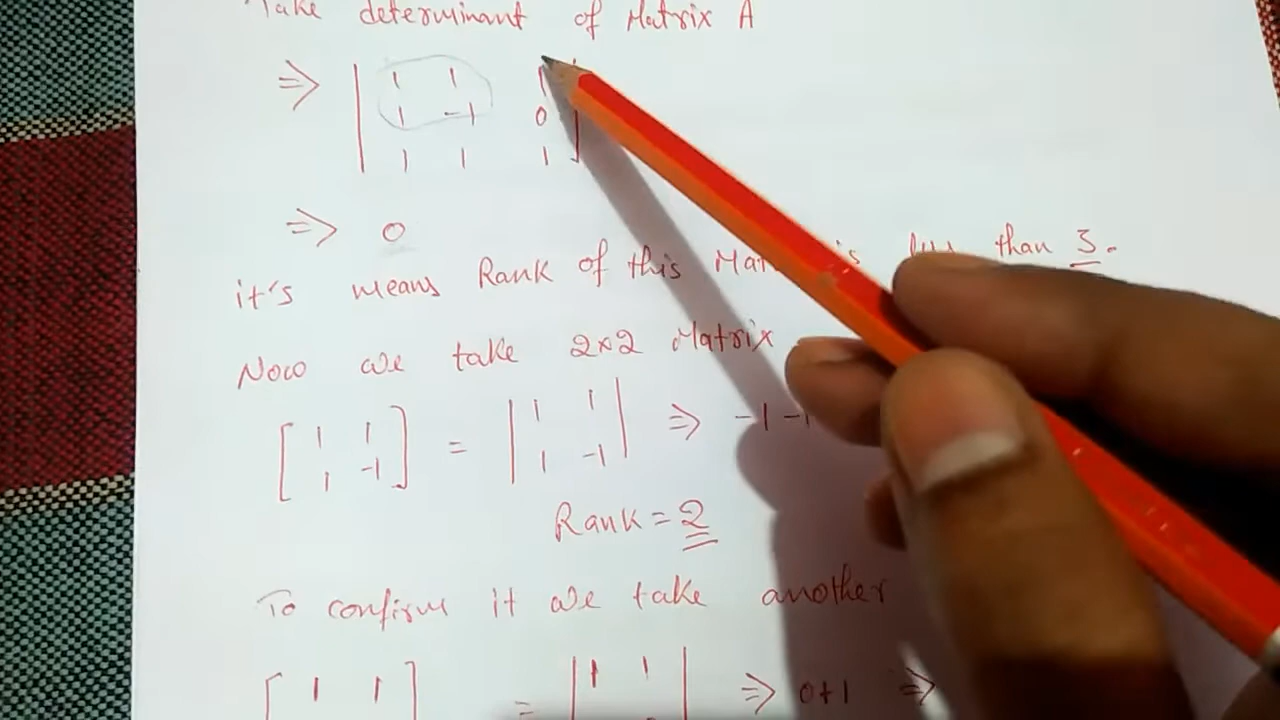 Take determinant of Matrix A
⇒ | 1 1 1
1 -1 0
1 1 1 |
⇒ 0
it's means Rank of this is than 3.
Now we take 2×2 Matrix
[ 1 1
1 -1 ] = | 1 1
1 -1 | ⇒ -1 -1
Rank = 2
To confirm it we take another
[ 1 1 ] = | 1 1 | ⇒ 0+1 ⇒